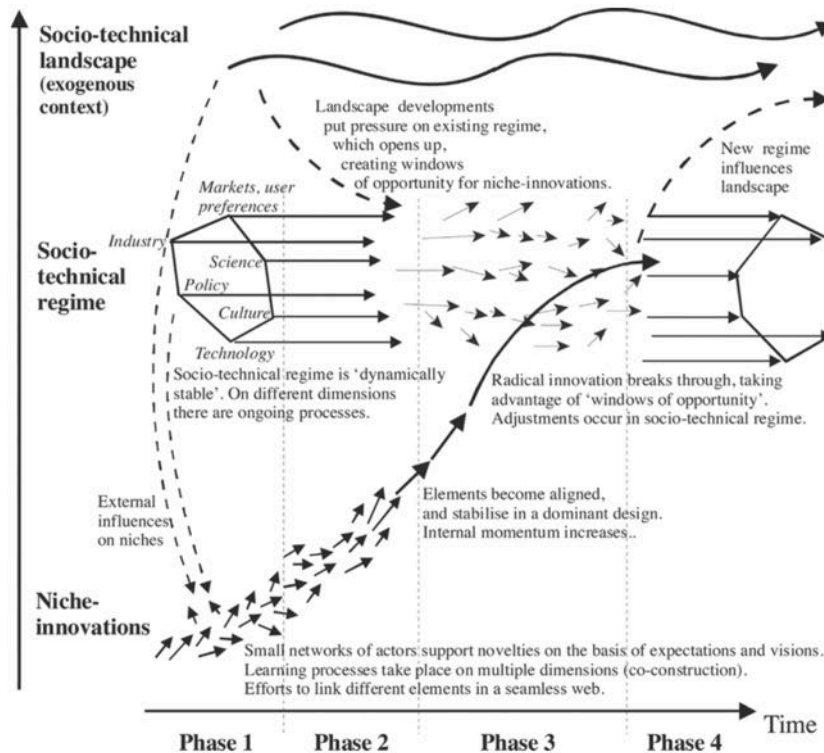 Socio-technical
landscape
(exogenous
context)
Landscape developments
put pressure on existing regime,
which opens up,
creating windows
of opportunity for niche-innovations.
New regime
influences
landscape
Markets, user
preferences
Industry
Science
Policy
Culture
Technology
Socio-
technical
regime
Socio-technical regime is ‘dynamically
stable’. On different dimensions
there are ongoing processes.
Radical innovation breaks through, taking
advantage of ‘windows of opportunity’.
Adjustments occur in socio-technical regime.
Elements become aligned,
and stabilise in a dominant design.
Internal momentum increases..
External
influences
on niches
Niche-
innovations
Small networks of actors support novelties on the basis of expectations and visions.
Learning processes take place on multiple dimensions (co-construction).
Efforts to link different elements in a seamless web.
Time
Phase 1
Phase 2
Phase 3
Phase 4